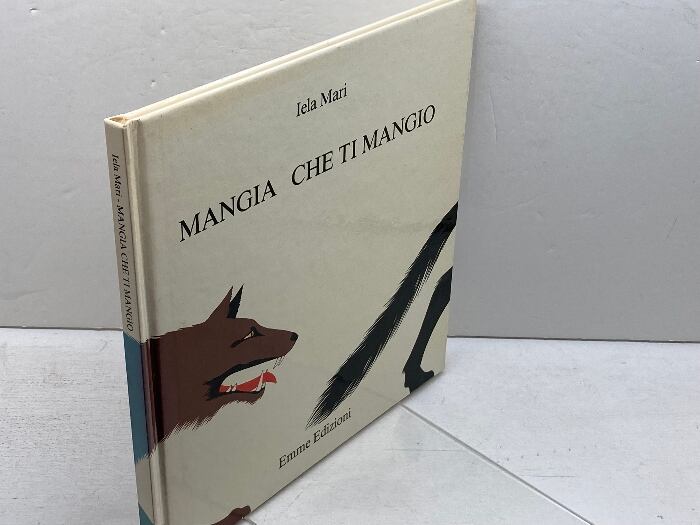 Iela Mari
MANGIA CHE TI MANGIO
Emme Edizioni
Iela Mari - MANGIA CHE TI MANGIO